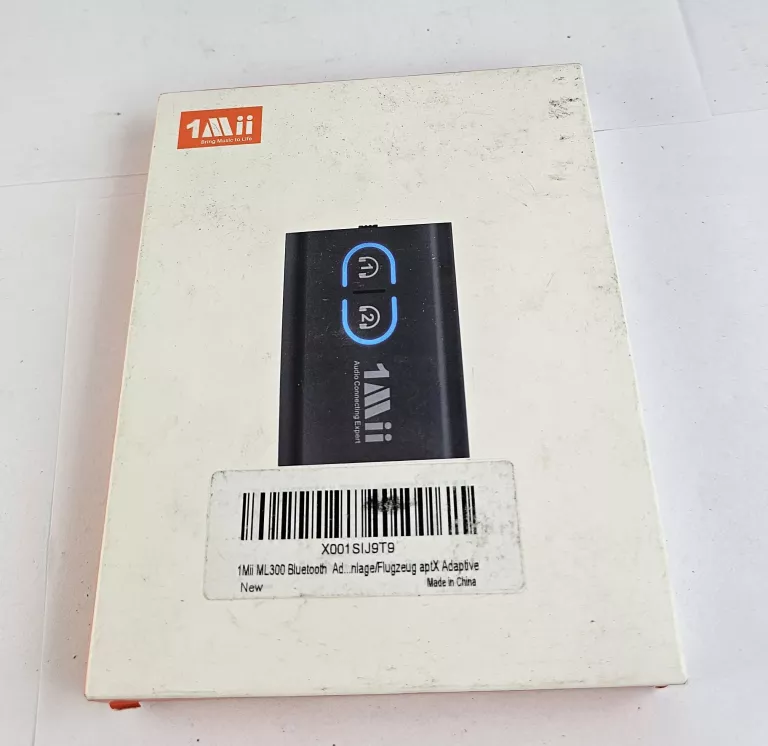 1Mii
Bring Music to Life
1
2
1Mii
Audio Connecting Expert
X001SIJ9T9
1Mii ML300 Bluetooth Ad...nlage/Flugzeug aptX Adaptive
New
Made in China